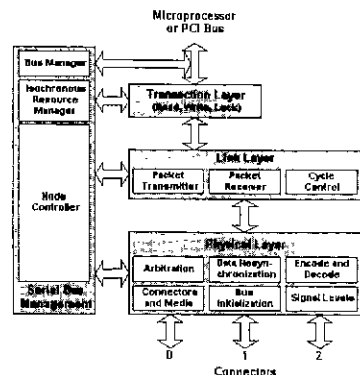 Microprocessor
or PCI Bus
Bus Manager
Isochronous
Resource
Manager
Transaction Layer
(Read, Write, Lock)
Link Layer
Packet
Transmitter
Packet
Receiver
Cycle
Control
Node
Controller
Physical Layer
Arbitration
Data Resyn-
chronization
Encode and
Decode
Connectors
and Media
Bus
Initialization
Signal Levels
Serial Bus
Management
0
1
2
Connectors